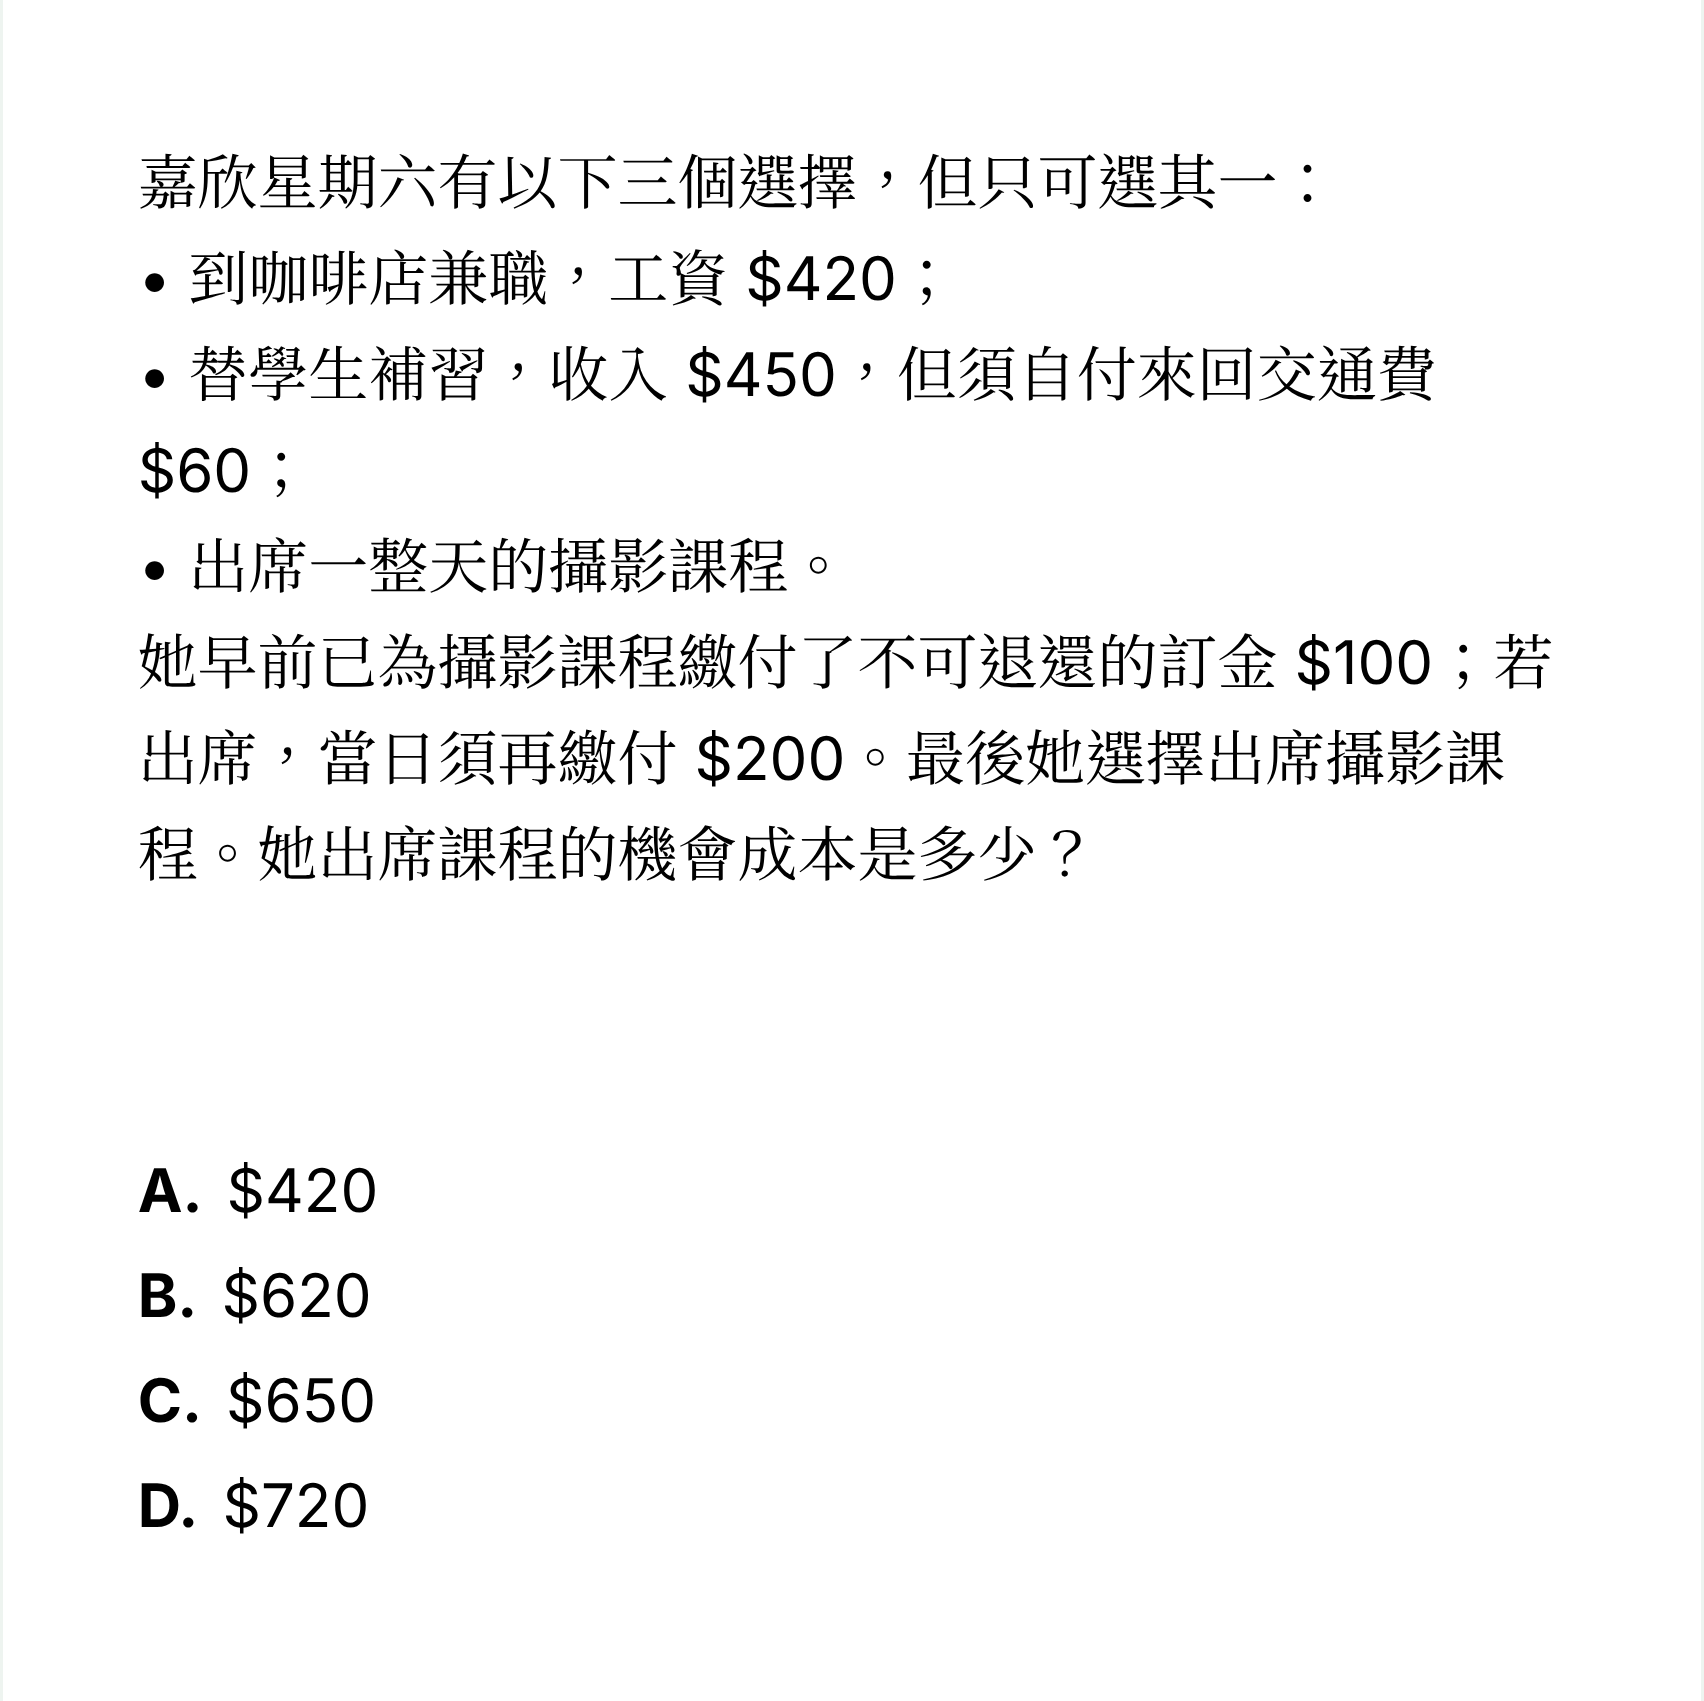 嘉欣星期六有以下三個選擇，但只可選其一：
• 到咖啡店兼職，工資 $420；
• 替學生補習，收入 $450，但須自付來回交通費
$60；
• 出席一整天的攝影課程。
她早前已為攝影課程繳付了不可退還的訂金 $100；若
出席，當日須再繳付 $200。最後她選擇出席攝影課
程。她出席課程的機會成本是多少？
A. $420
B. $620
C. $650
D. $720